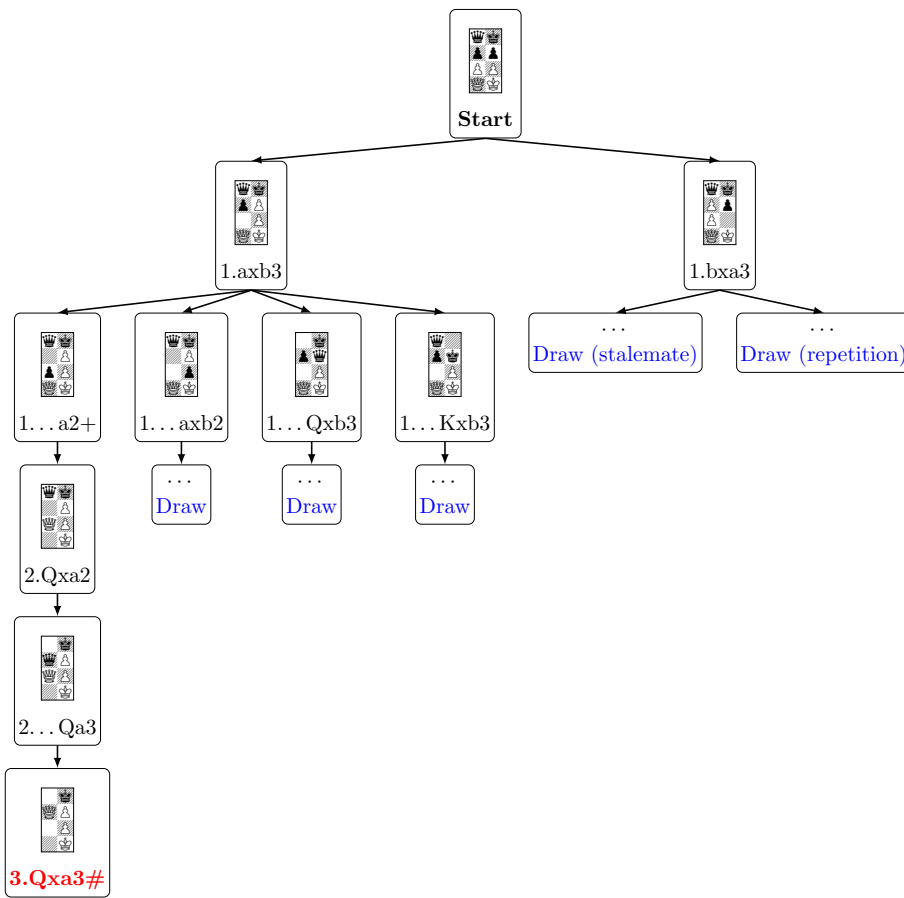 Start
1.axb3
1.bxa3
1...a2+
1...axb2
1...Qxb3
1...Kxb3
...
Draw (stalemate)
...
Draw (repetition)
2.Qxa2
...
Draw
...
Draw
...
Draw
2...Qa3
3.Qxa3#